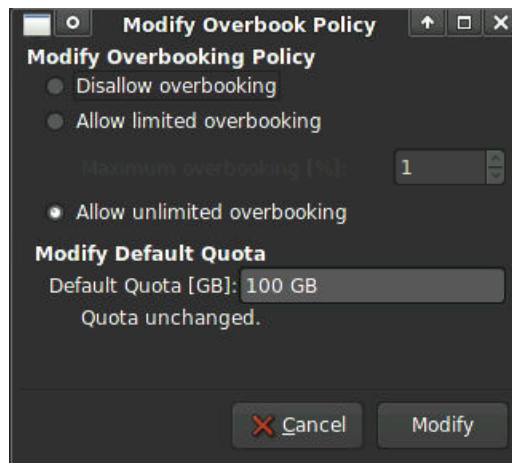 Modify Overbook Policy
Modify Overbooking Policy
Disallow overbooking
Allow limited overbooking
Maximum overbooking [%]: 1
Allow unlimited overbooking
Modify Default Quota
Default Quota [GB]: 100 GB
Quota unchanged.
Cancel Modify